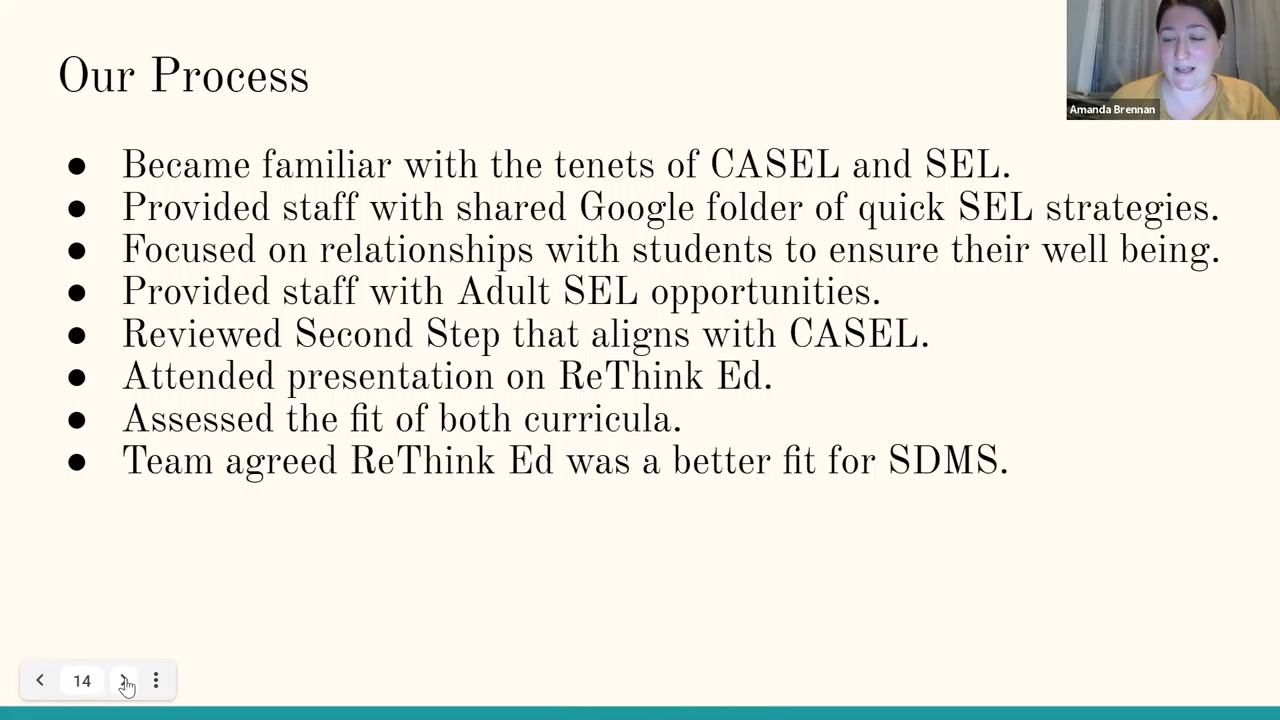 Our Process
Amanda Brennan
● Became familiar with the tenets of CASEL and SEL.
● Provided staff with shared Google folder of quick SEL strategies.
● Focused on relationships with students to ensure their well being.
● Provided staff with Adult SEL opportunities.
● Reviewed Second Step that aligns with CASEL.
● Attended presentation on ReThink Ed.
● Assessed the fit of both curricula.
● Team agreed ReThink Ed was a better fit for SDMS.
14